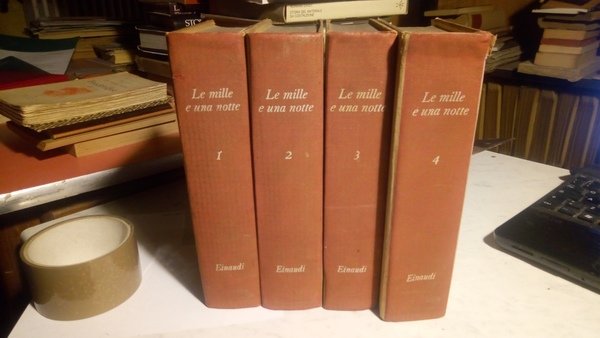 Le mille
e una notte
1
Einaudi
Le mille
e una notte
2
Einaudi
Le mille
e una notte
3
Einaudi
Le mille
e una notte
4
Einaudi